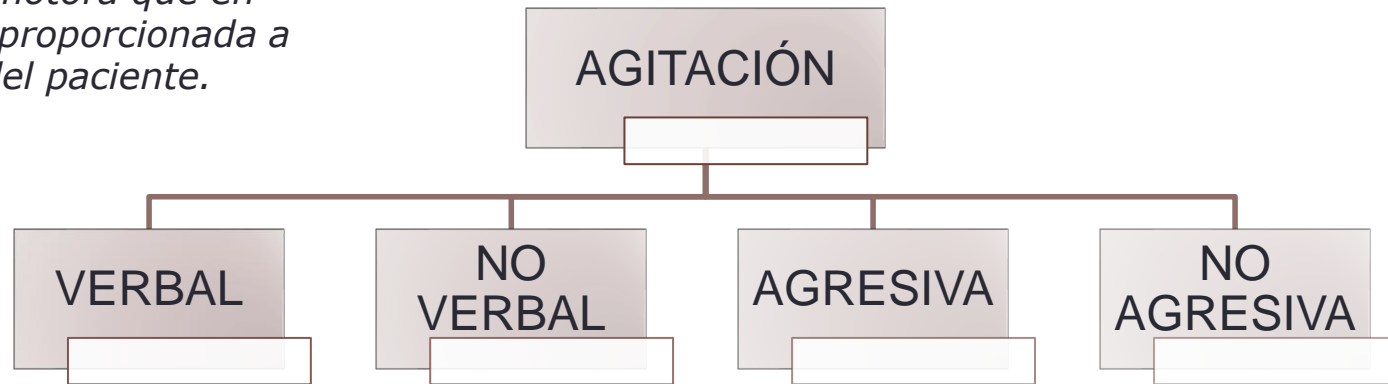 motora que en
proporcionada a
del paciente.
AGITACIÓN
VERBAL
NO
VERBAL
AGRESIVA
NO
AGRESIVA